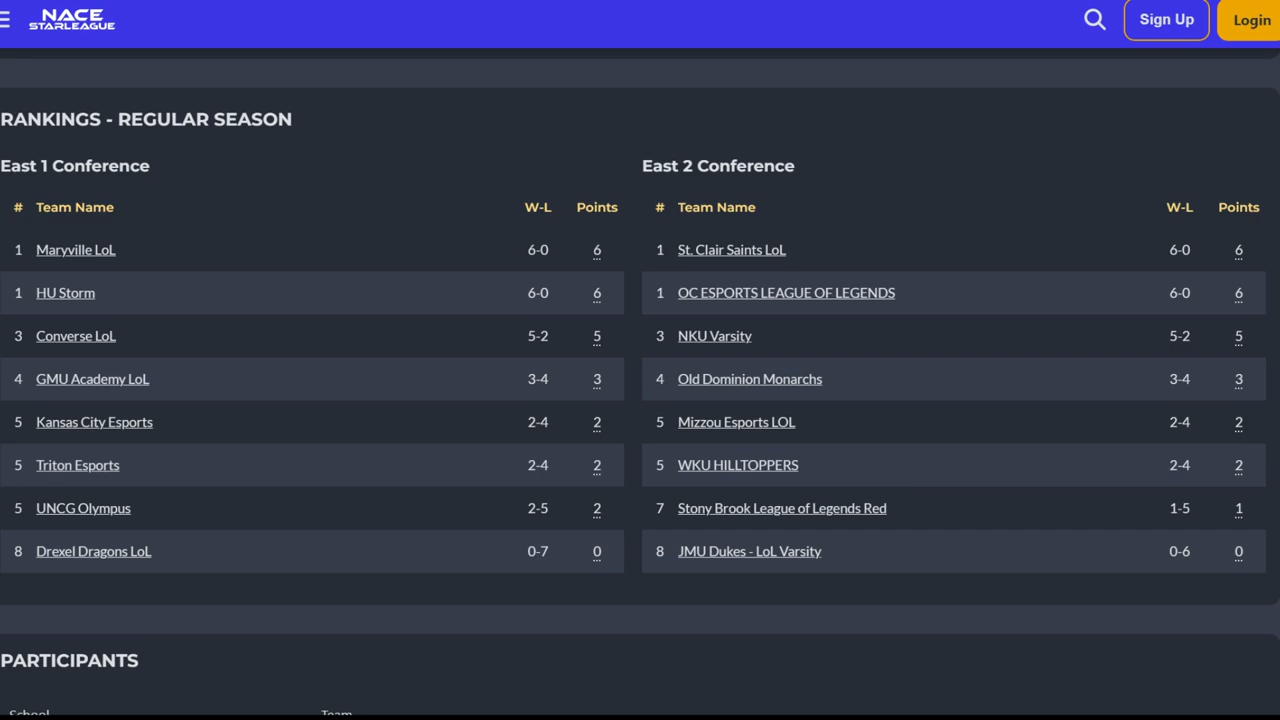 NACE
STARLEAGUE
Sign Up
Login
RANKINGS - REGULAR SEASON
East 1 Conference
# Team Name W-L Points
1 Maryville LoL 6-0 6
1 HU Storm 6-0 6
3 Converse LoL 5-2 5
4 GMU Academy LoL 3-4 3
5 Kansas City Esports 2-4 2
5 Triton Esports 2-4 2
5 UNCG Olympus 2-5 2
8 Drexel Dragons LoL 0-7 0
East 2 Conference
# Team Name W-L Points
1 St. Clair Saints LoL 6-0 6
1 OC ESPORTS LEAGUE OF LEGENDS 6-0 6
3 NKU Varsity 5-2 5
4 Old Dominion Monarchs 3-4 3
5 Mizzou Esports LOL 2-4 2
5 WKU HILLTOPPERS 2-4 2
7 Stony Brook League of Legends Red 1-5 1
8 JMU Dukes - LoL Varsity 0-6 0
PARTICIPANTS
School Team